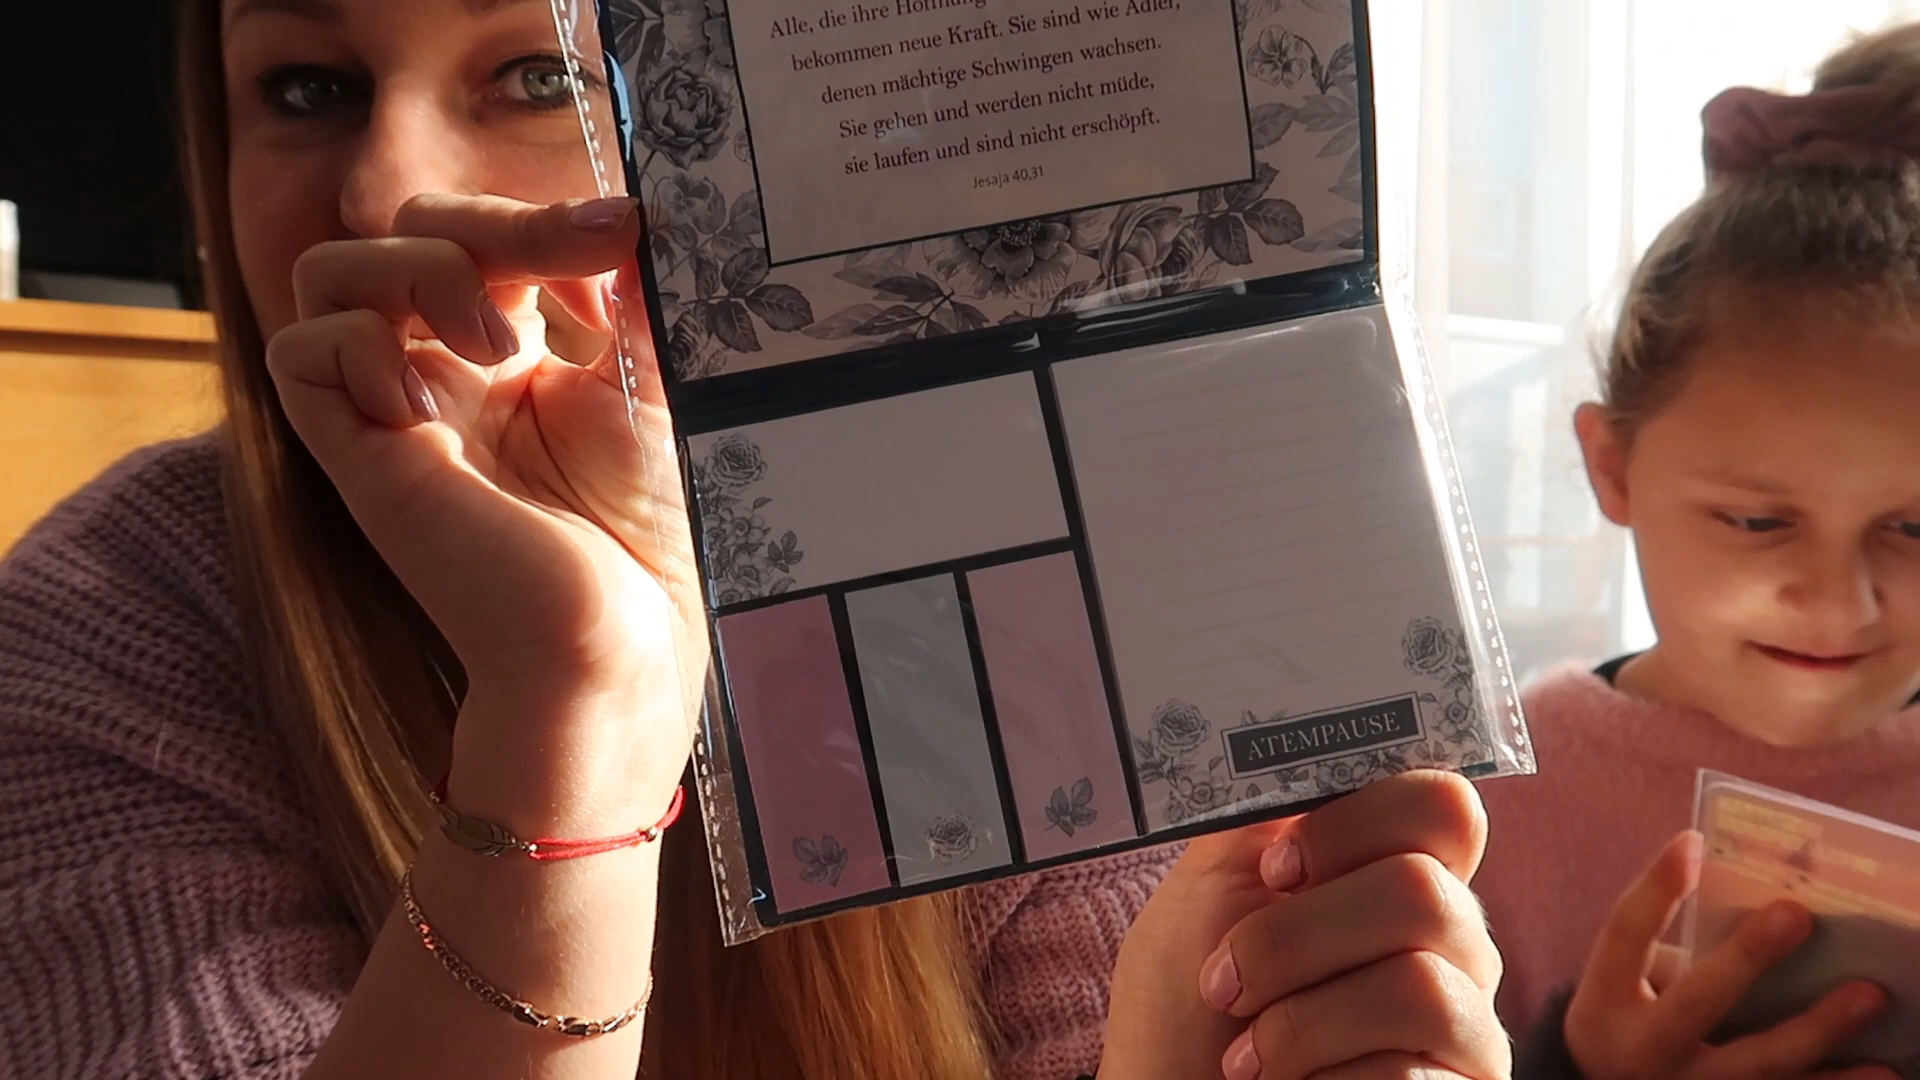 Alle, die ihre Hoffnung
bekommen neue Kraft. Sie sind wie Adler,
denen mächtige Schwingen wachsen.
Sie gehen und werden nicht müde,
sie laufen und sind nicht erschöpft.
Jesaja 40,31
ATEMPAUSE